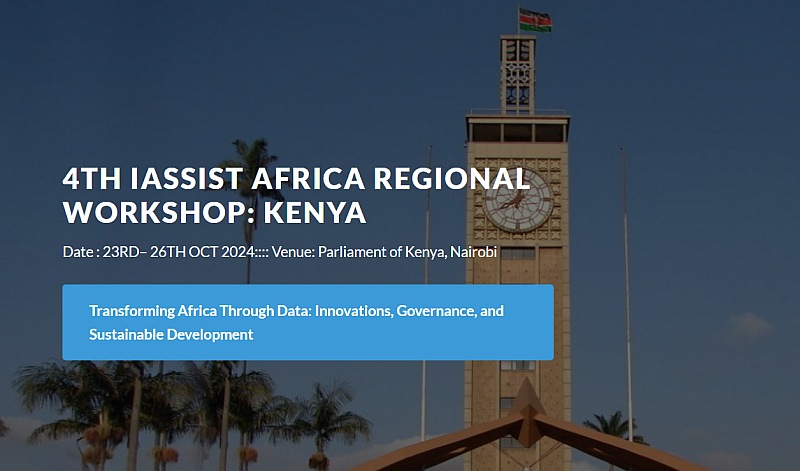 4TH IASSIST AFRICA REGIONAL
WORKSHOP: KENYA
Date : 23RD– 26TH OCT 2024:::: Venue: Parliament of Kenya, Nairobi
Transforming Africa Through Data: Innovations, Governance, and
Sustainable Development